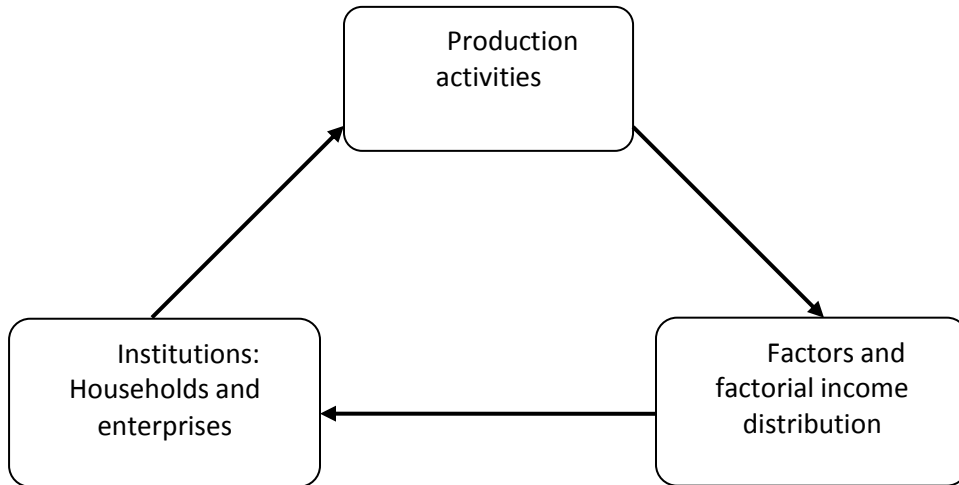 Production
activities
Institutions:
Households and
enterprises
Factors and
factorial income
distribution